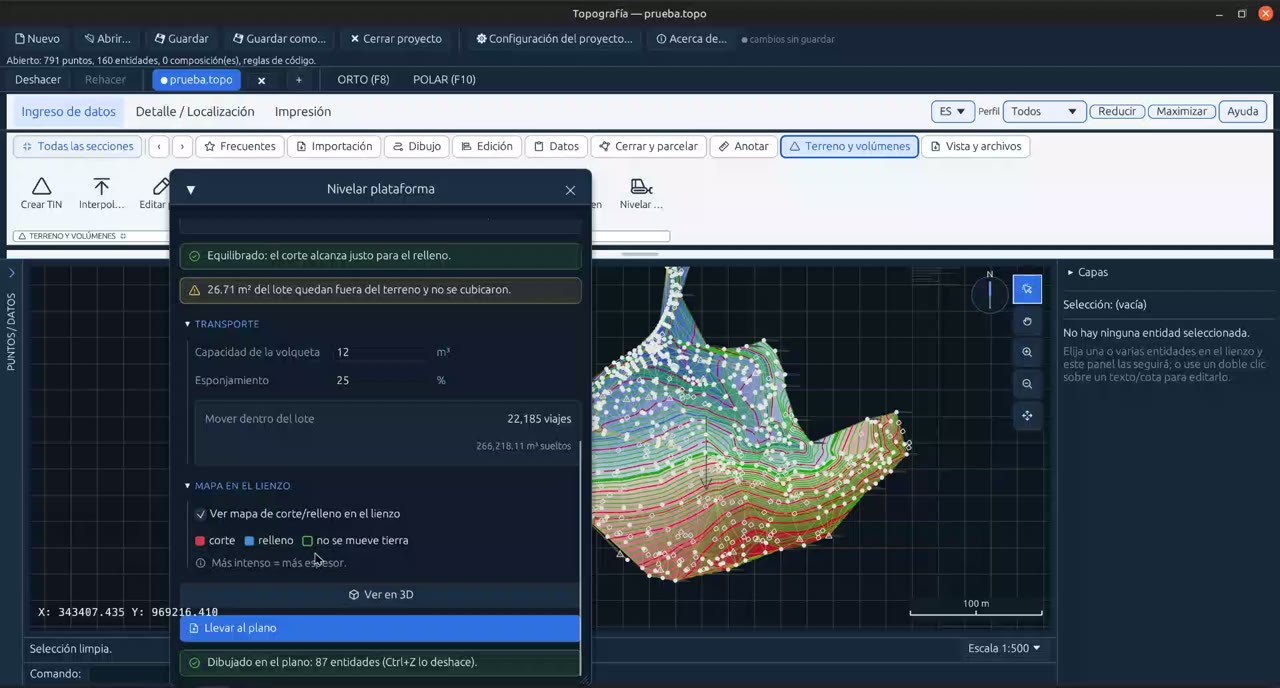 Topografía — prueba.topo
Nuevo Abrir... Guardar Guardar como... Cerrar proyecto Configuración del proyecto... Acerca de... cambios sin guardar
Abierto: 791 puntos, 160 entidades, 0 composición(es), reglas de código.
Deshacer Rehacer prueba.topo × + ORTO (F8) POLAR (F10)
Ingreso de datos Detalle / Localización Impresión ES Perfil Todos Reducir Maximizar Ayuda
Todas las secciones ‹ › Frecuentes Importación Dibujo Edición Datos Cerrar y parcelar Anotar Terreno y volúmenes Vista y archivos
Crear TIN Interpol... Editar en Nivelar ...
TERRENO Y VOLÚMENES
Nivelar plataforma
Equilibrado: el corte alcanza justo para el relleno.
26.71 m² del lote quedan fuera del terreno y no se cubicaron.
TRANSPORTE
Capacidad de la volqueta 12 m³
Esponjamiento 25 %
Mover dentro del lote 22,185 viajes
266,218.11 m³ sueltos
MAPA EN EL LIENZO
Ver mapa de corte/relleno en el lienzo
corte relleno no se mueve tierra
Más intenso = más espesor.
Ver en 3D
Llevar al plano
Dibujado en el plano: 87 entidades (Ctrl+Z lo deshace).
PUNTOS / DATOS
X: 343407.435 Y: 969216.410
N
100 m
Capas
Selección: (vacía)
No hay ninguna entidad seleccionada.
Elija una o varias entidades en el lienzo y
este panel las seguirá; o use un doble clic
sobre un texto/cota para editarlo.
Selección limpia.
Escala 1:500
Comando: